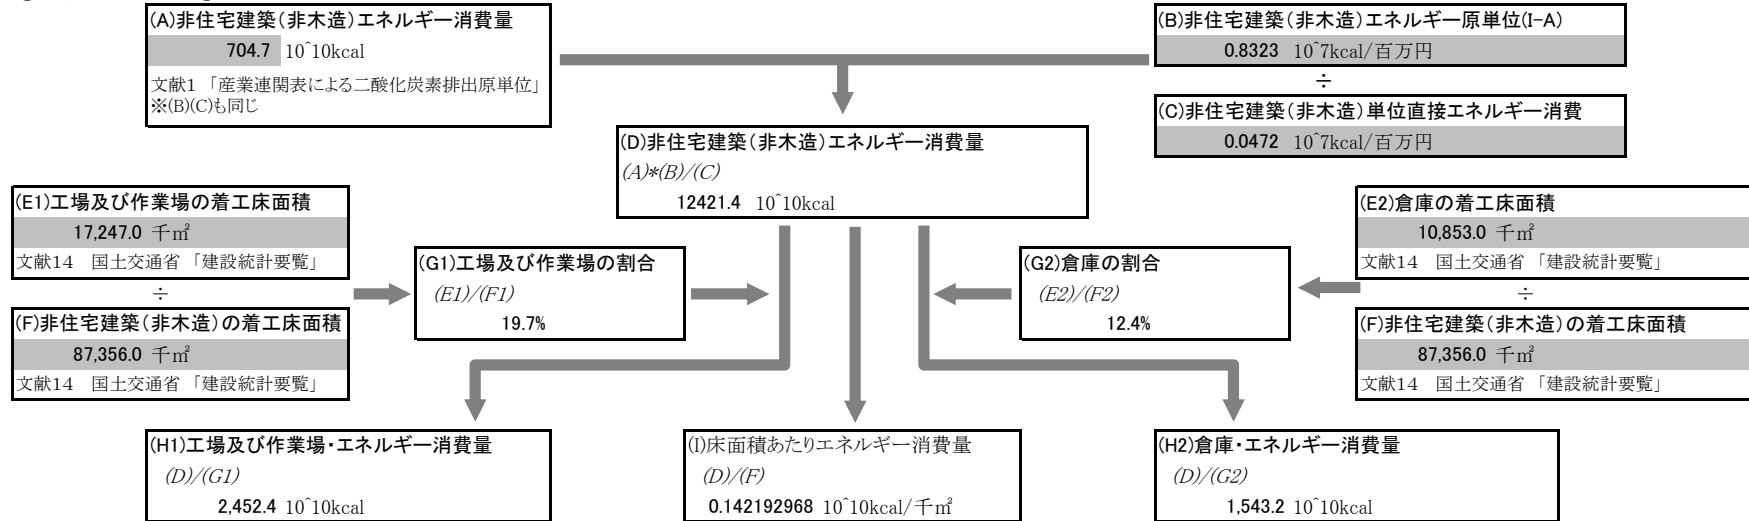 (A)非住宅建築(非木造)エネルギー消費量
704.7 10^10kcal
文献1 「産業連関表による二酸化炭素排出原単位」
※(B)(C)も同じ
(B)非住宅建築(非木造)エネルギー原単位(I-A)
0.8323 10^7kcal/百万円
÷
(C)非住宅建築(非木造)単位直接エネルギー消費
0.0472 10^7kcal/百万円
(D)非住宅建築(非木造)エネルギー消費量
(A)*(B)/(C)
12421.4 10^10kcal
(E1)工場及び作業場の着工床面積
17,247.0 千㎡
文献14 国土交通省 「建設統計要覧」
÷
(F)非住宅建築(非木造)の着工床面積
87,356.0 千㎡
文献14 国土交通省 「建設統計要覧」
(G1)工場及び作業場の割合
(E1)/(F1)
19.7%
(G2)倉庫の割合
(E2)/(F2)
12.4%
(E2)倉庫の着工床面積
10,853.0 千㎡
文献14 国土交通省 「建設統計要覧」
÷
(F)非住宅建築(非木造)の着工床面積
87,356.0 千㎡
文献14 国土交通省 「建設統計要覧」
(H1)工場及び作業場・エネルギー消費量
(D)/(G1)
2,452.4 10^10kcal
(I)床面積あたりエネルギー消費量
(D)/(F)
0.142192968 10^10kcal/千㎡
(H2)倉庫・エネルギー消費量
(D)/(G2)
1,543.2 10^10kcal